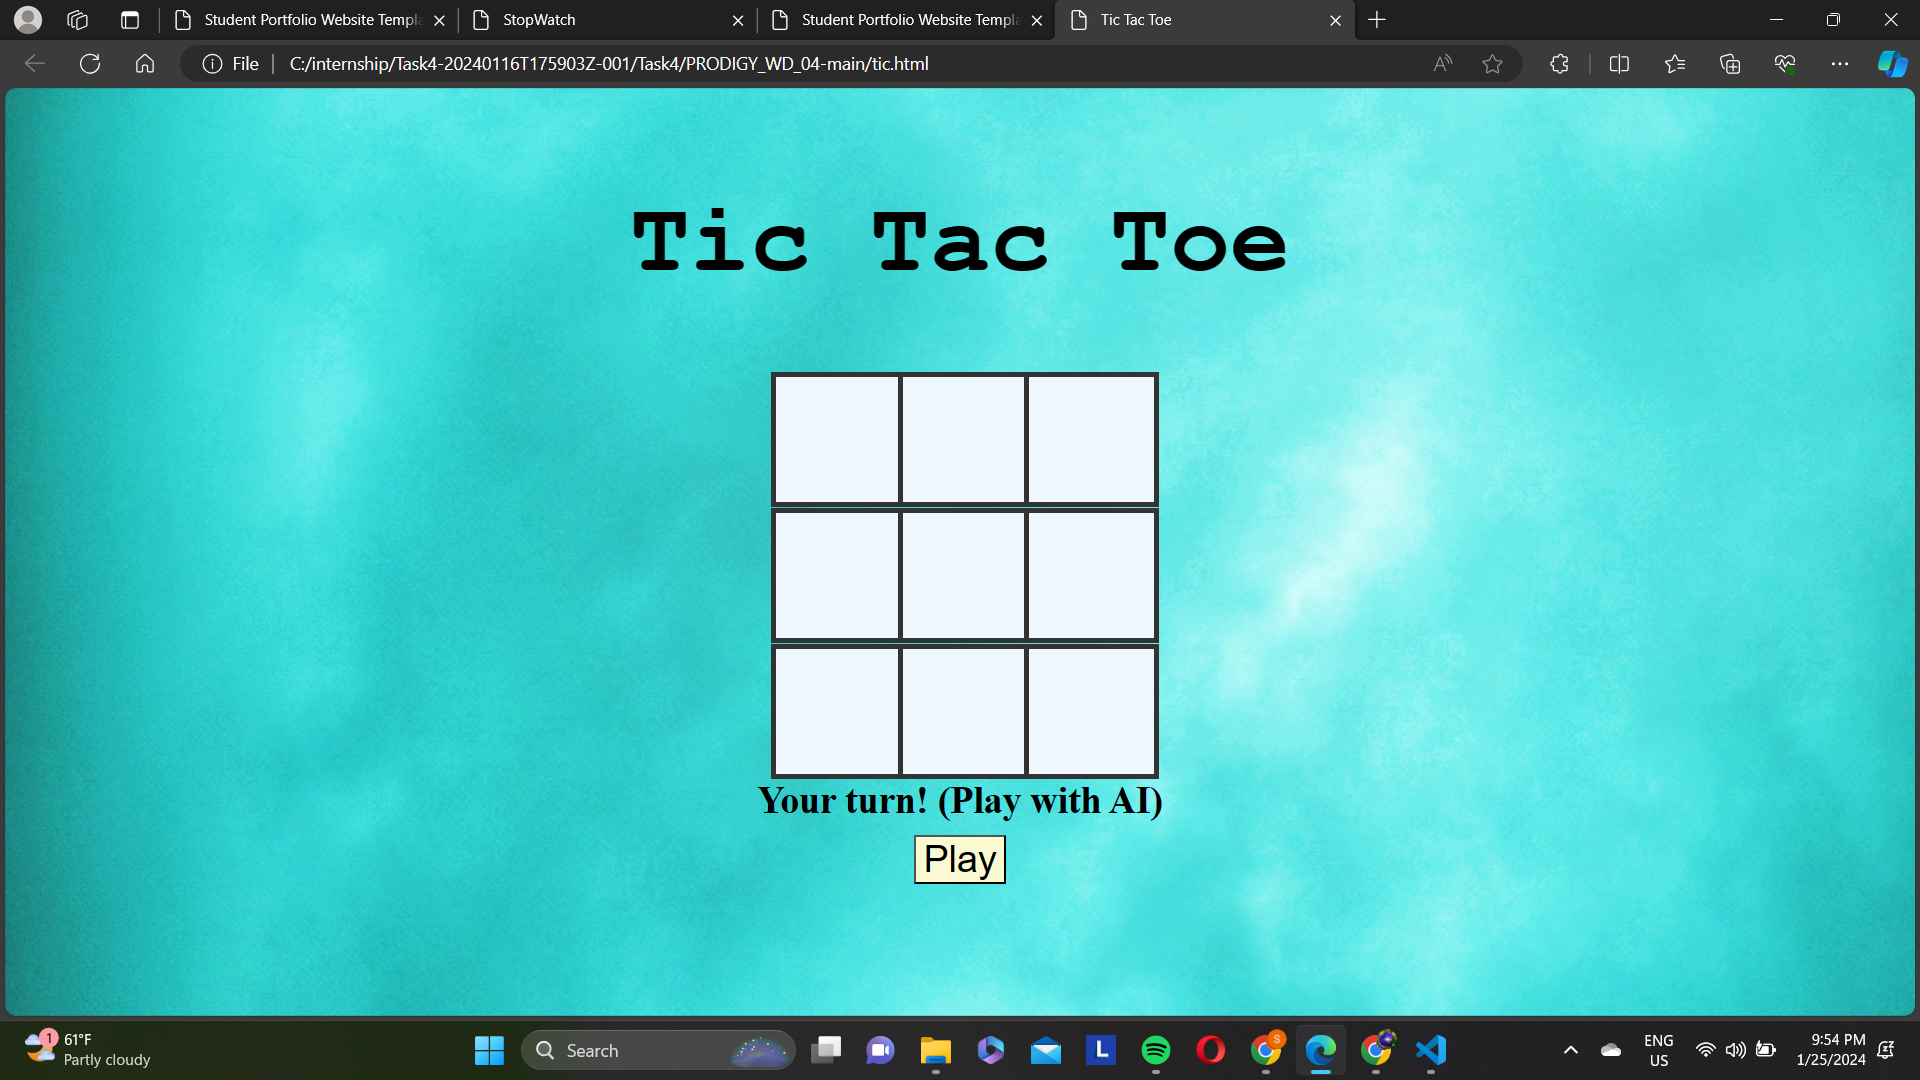 Student Portfolio Website Templa
StopWatch
Student Portfolio Website Templa
Tic Tac Toe
File
C:/internship/Task4-20240116T175903Z-001/Task4/PRODIGY_WD_04-main/tic.html
Tic Tac Toe
Your turn! (Play with AI)
Play
1
61°F
Partly cloudy
Search
L
S
ENG
US
9:54 PM
1/25/2024